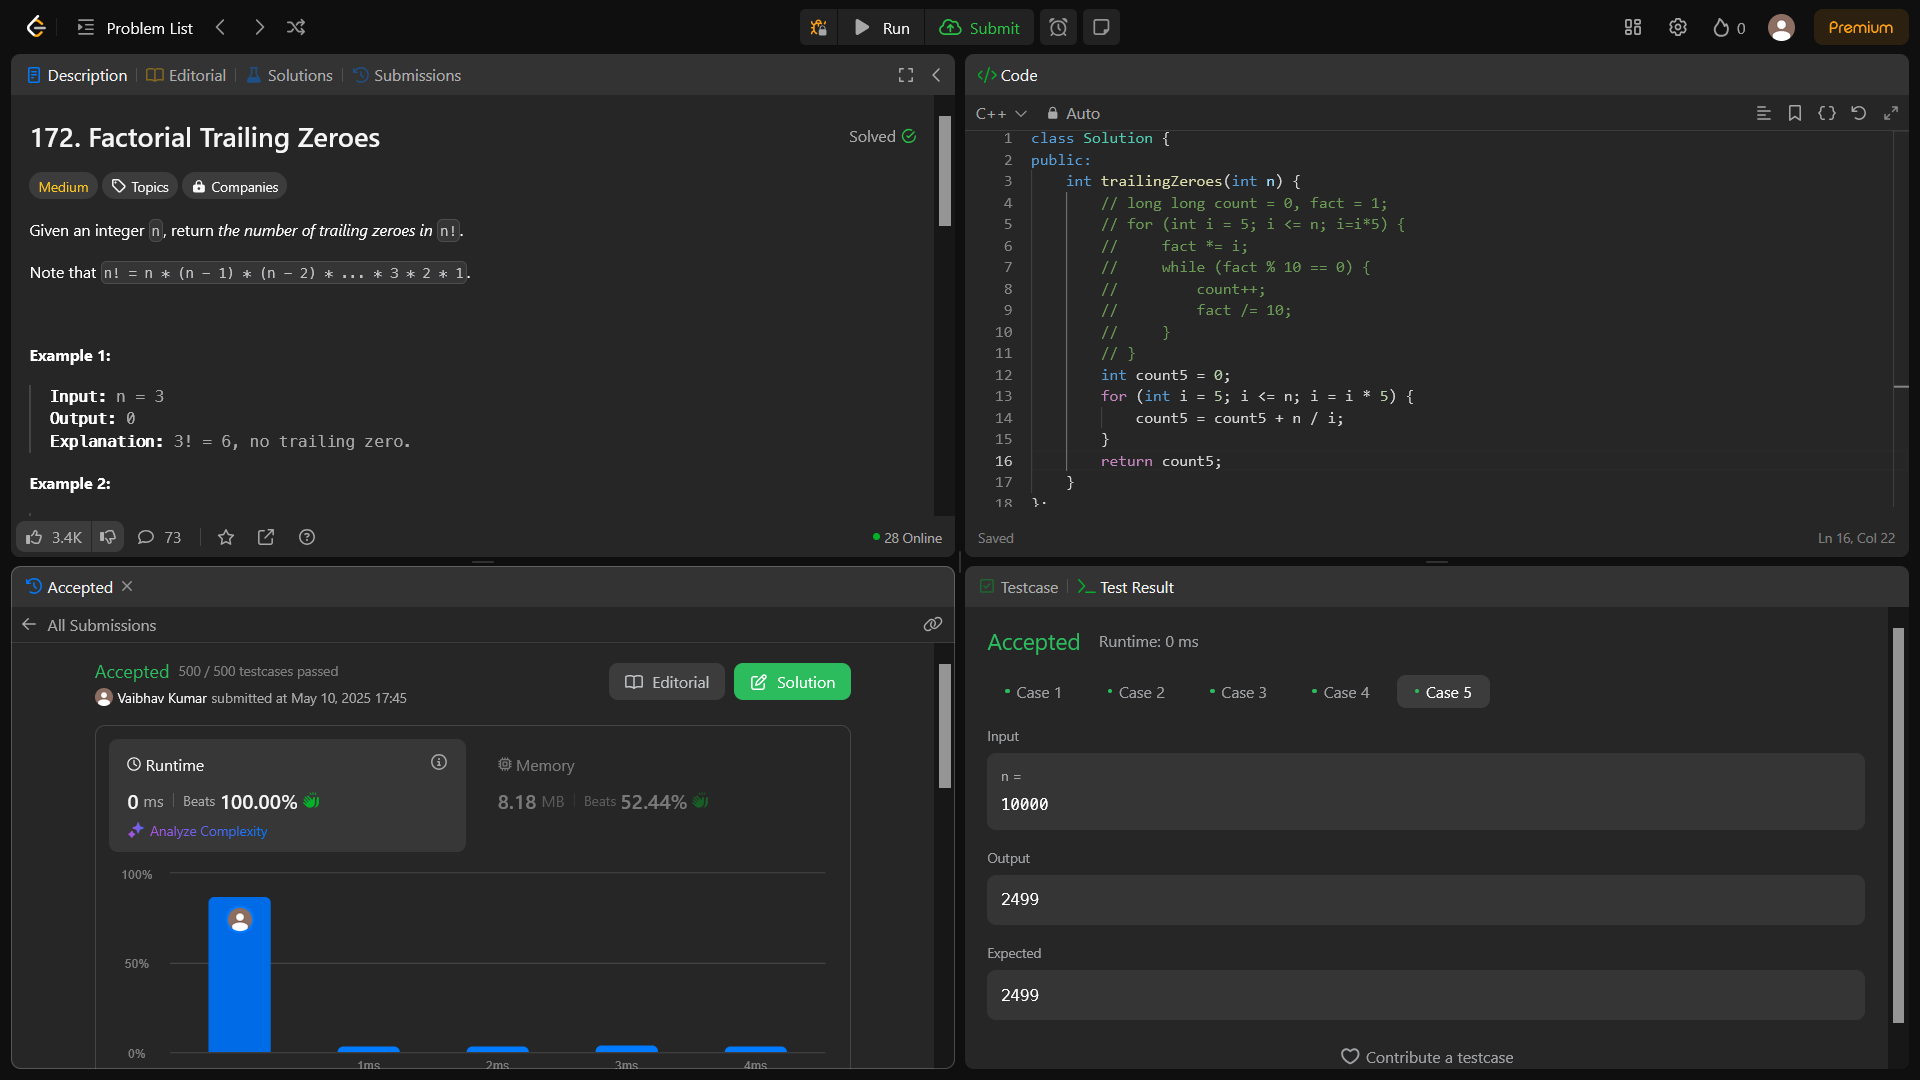 Problem List
Run
Submit
0
Premium
Description
Editorial
Solutions
Submissions
172. Factorial Trailing Zeroes
Solved
Medium
Topics
Companies
Given an integer n, return the number of trailing zeroes in n!.
Note that n! = n * (n - 1) * (n - 2) * ... * 3 * 2 * 1.
Example 1:
Input: n = 3
Output: 0
Explanation: 3! = 6, no trailing zero.
Example 2:
3.4K
73
28 Online
</> Code
C++
Auto
1 class Solution {
2 public:
3 int trailingZeroes(int n) {
4 // long long count = 0, fact = 1;
5 // for (int i = 5; i <= n; i=i*5) {
6 // fact *= i;
7 // while (fact % 10 == 0) {
8 // count++;
9 // fact /= 10;
10 // }
11 // }
12 int count5 = 0;
13 for (int i = 5; i <= n; i = i * 5) {
14 count5 = count5 + n / i;
15 }
16 return count5;
17 }
18 };
Saved
Ln 16, Col 22
Accepted
All Submissions
Accepted 500 / 500 testcases passed
Vaibhav Kumar submitted at May 10, 2025 17:45
Editorial
Solution
Runtime
0 ms
Beats 100.00%
Analyze Complexity
Memory
8.18 MB
Beats 52.44%
100%
50%
0%
1ms
2ms
3ms
4ms
Testcase
Test Result
Accepted
Runtime: 0 ms
Case 1
Case 2
Case 3
Case 4
Case 5
Input
n =
10000
Output
2499
Expected
2499
Contribute a testcase